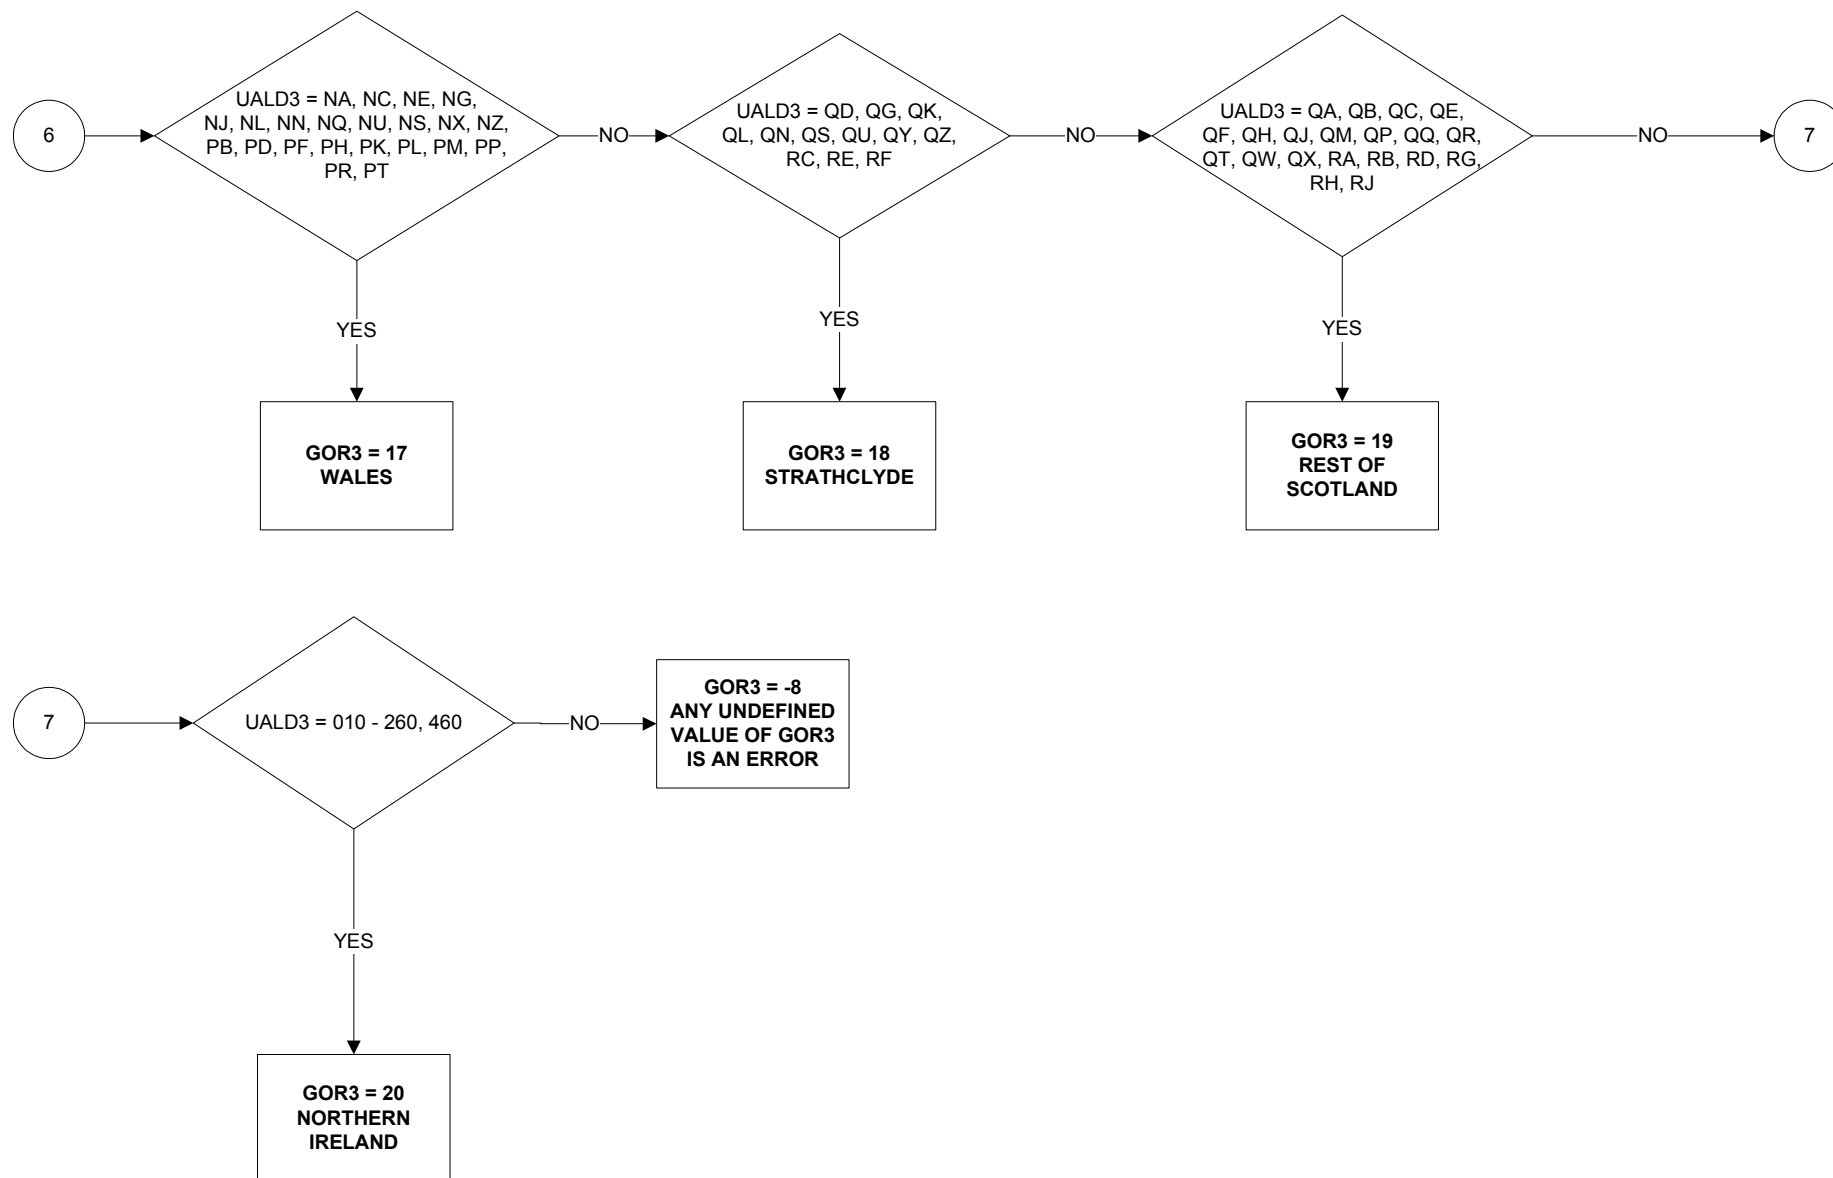 6
UALD3 = NA, NC, NE, NG,
NJ, NL, NN, NQ, NU, NS, NX, NZ,
PB, PD, PF, PH, PK, PL, PM, PP,
PR, PT
NO
UALD3 = QD, QG, QK,
QL, QN, QS, QU, QY, QZ,
RC, RE, RF
NO
UALD3 = QA, QB, QC, QE,
QF, QH, QJ, QM, QP, QQ, QR,
QT, QW, QX, RA, RB, RD, RG,
RH, RJ
NO
7
YES
YES
YES
GOR3 = 17
WALES
GOR3 = 18
STRATHCLYDE
GOR3 = 19
REST OF
SCOTLAND
7
UALD3 = 010 - 260, 460
NO
GOR3 = -8
ANY UNDEFINED
VALUE OF GOR3
IS AN ERROR
YES
GOR3 = 20
NORTHERN
IRELAND